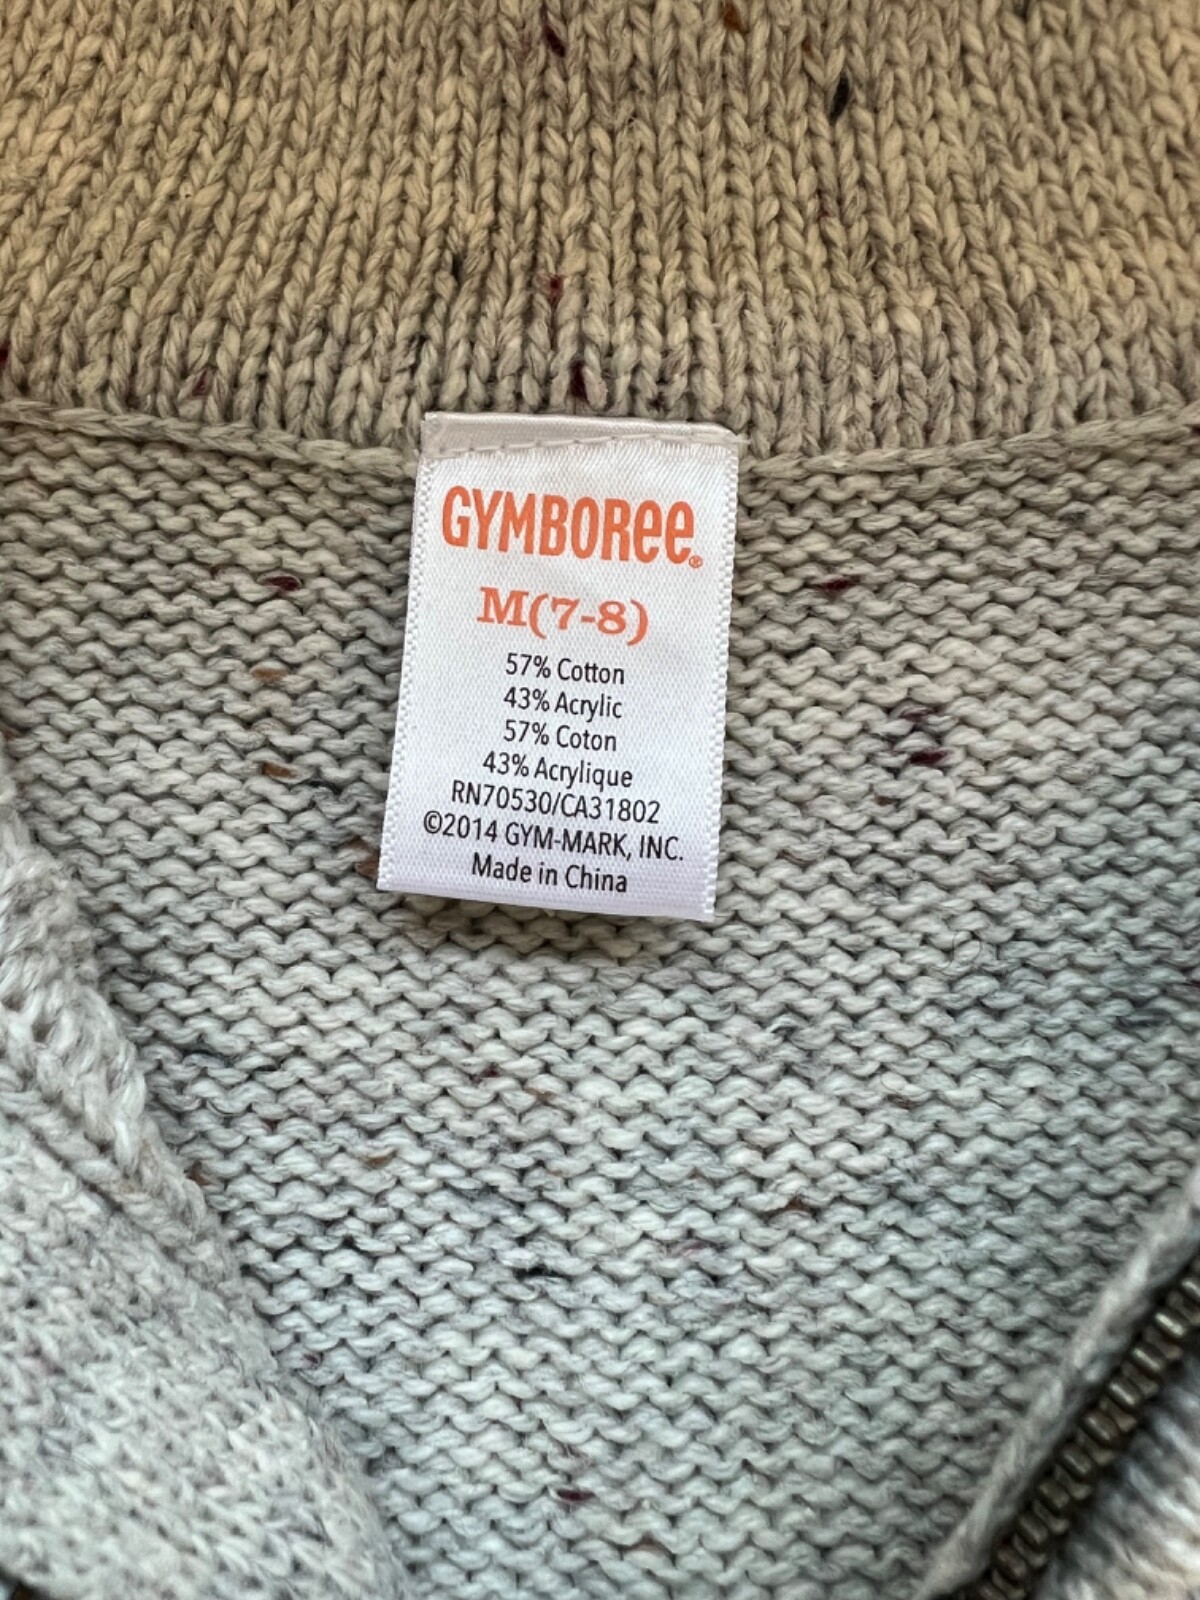 GYMBORee®
M(7-8)
57% Cotton
43% Acrylic
57% Coton
43% Acrylique
RN70530/CA31802
©2014 GYM-MARK, INC.
Made in China